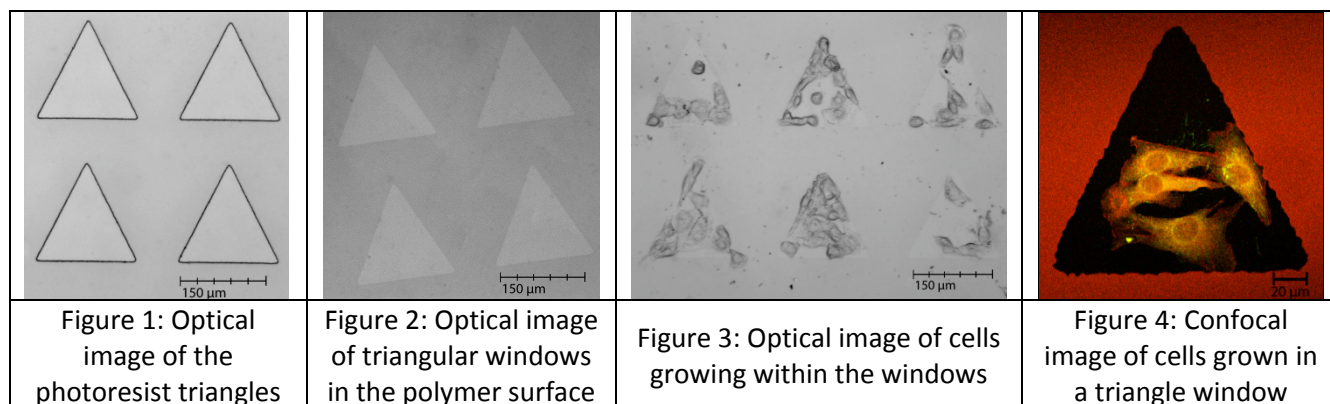 150 μm
150 μm
150 μm
20 μm
Figure 1: Optical
image of the
photoresist triangles
Figure 2: Optical image
of triangular windows
in the polymer surface
Figure 3: Optical image of cells
growing within the windows
Figure 4: Confocal
image of cells grown in
a triangle window